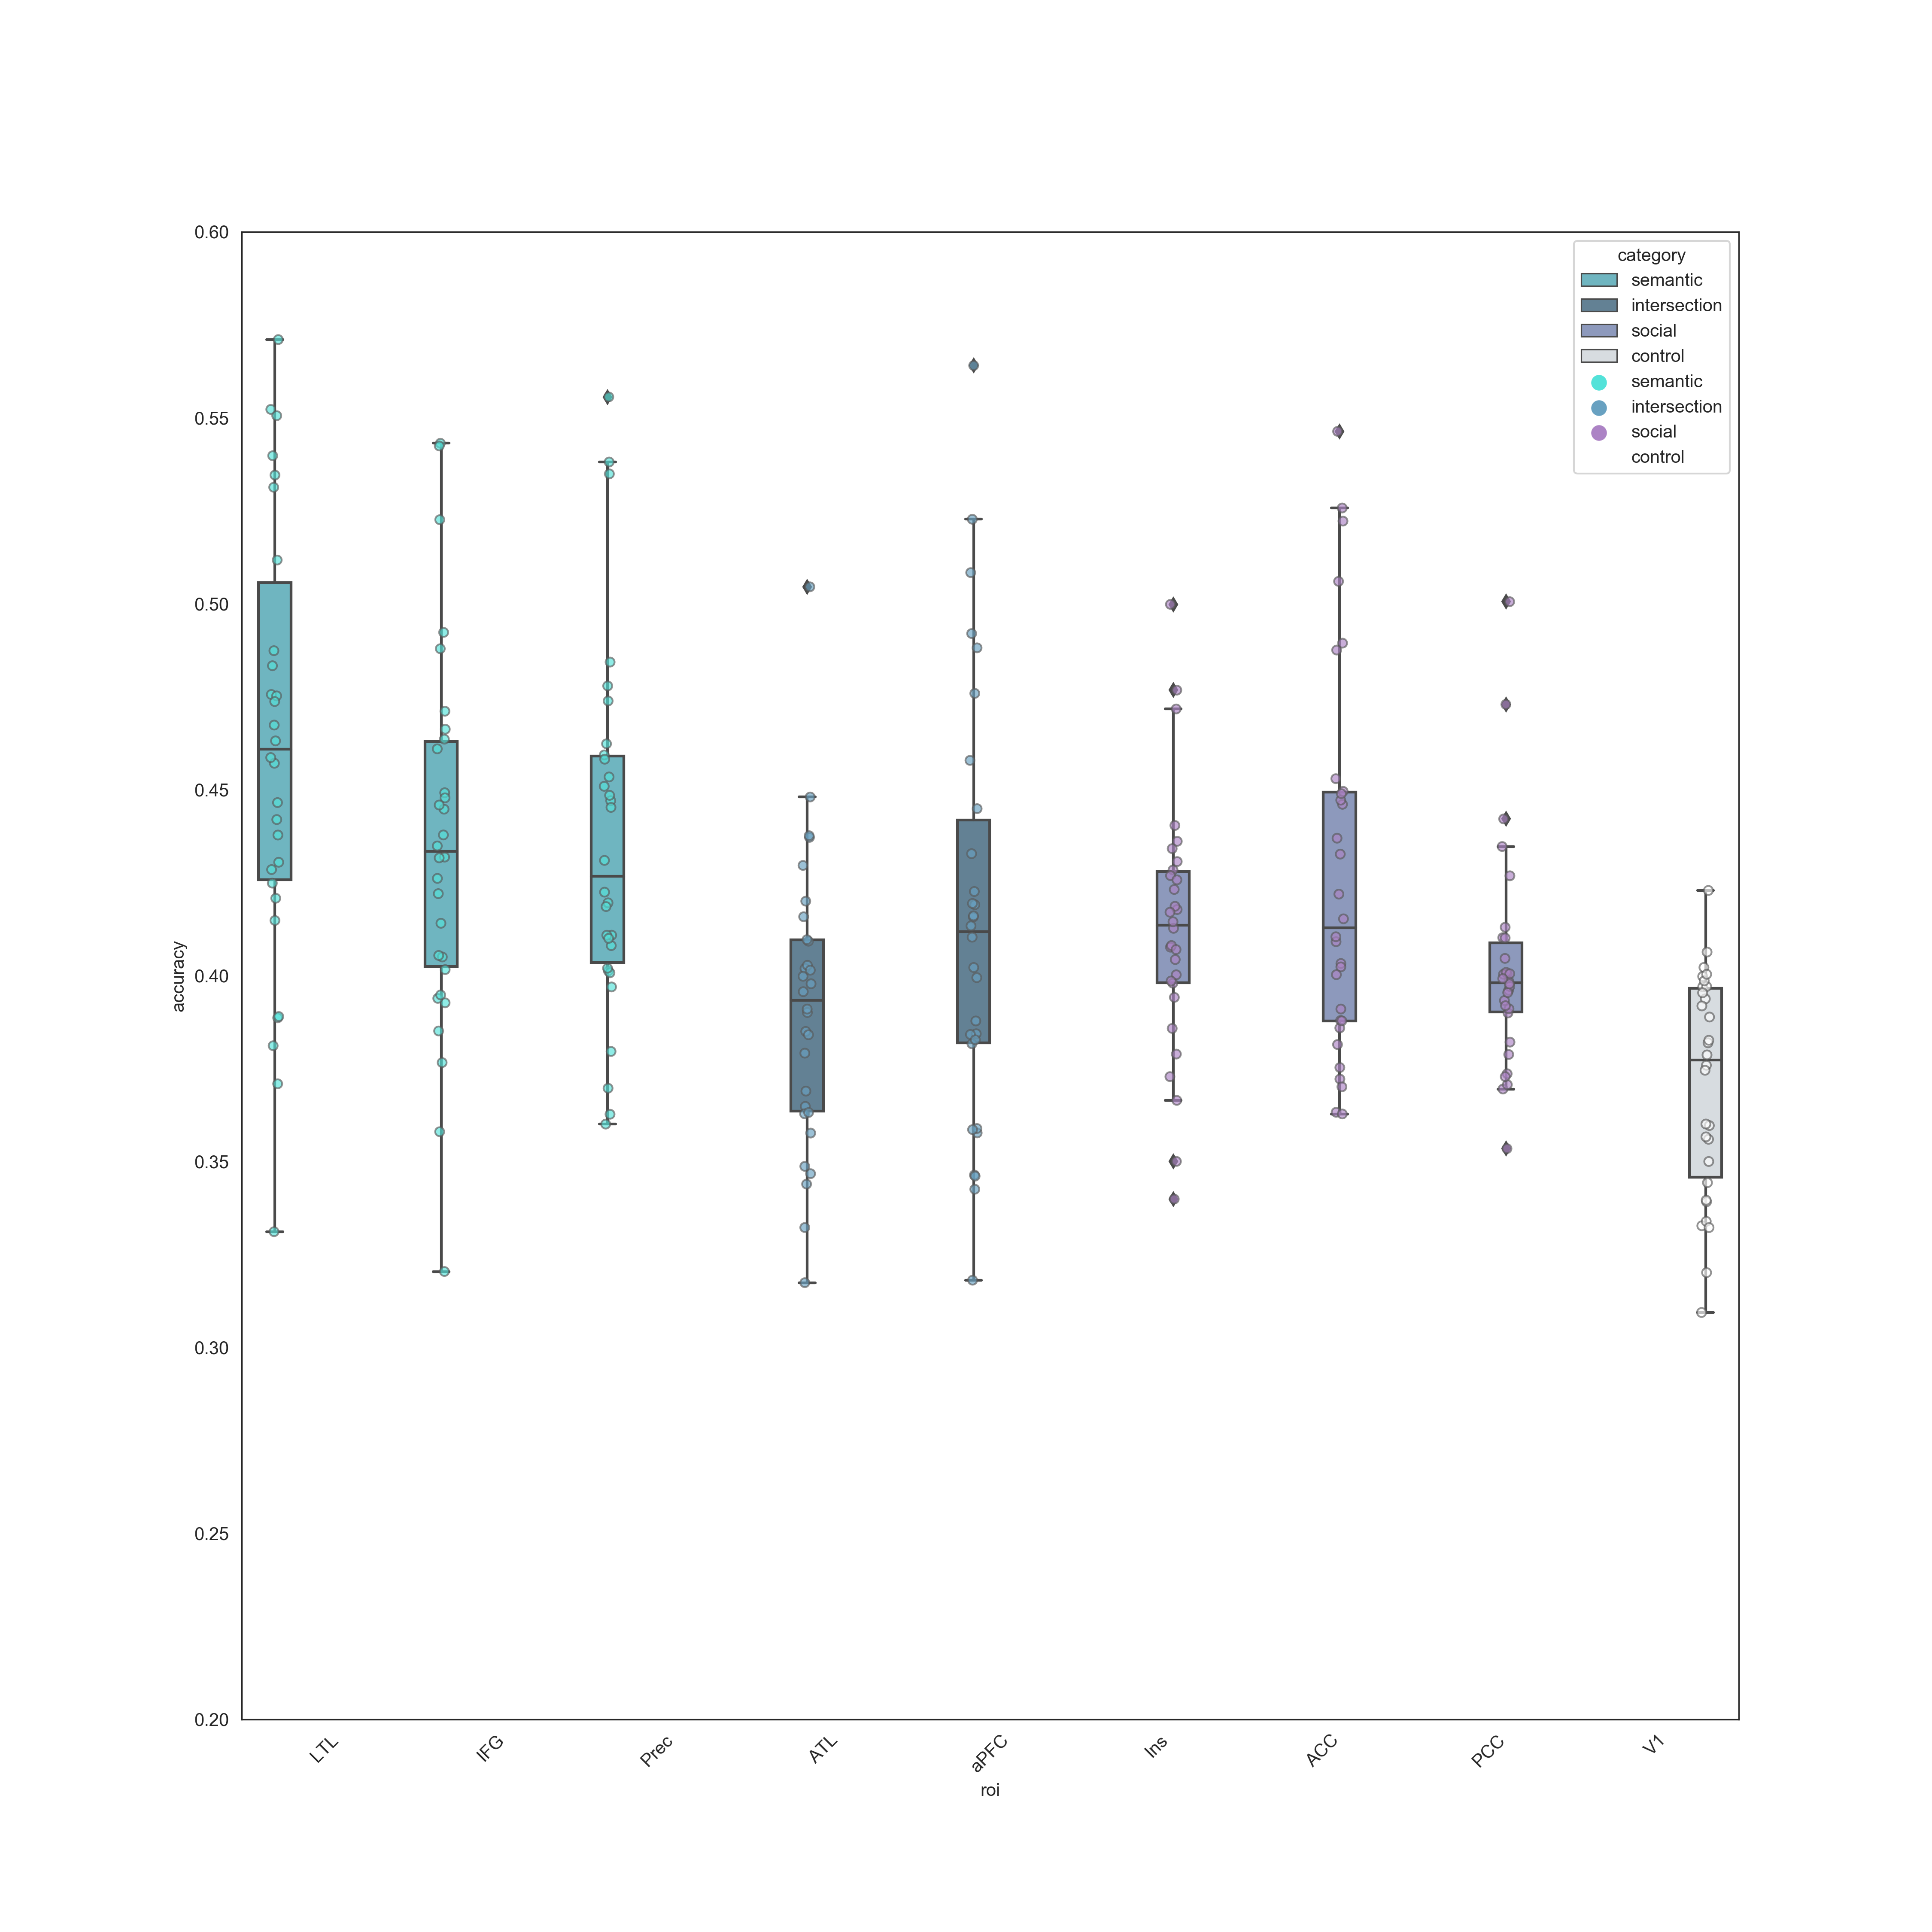 0.60
0.55
0.50
0.45
0.40
0.35
0.30
0.25
0.20
accuracy
category
semantic
intersection
social
control
semantic
intersection
social
control
LTL
IFG
Prec
ATL
aPFC
Ins
ACC
PCC
V1
roi